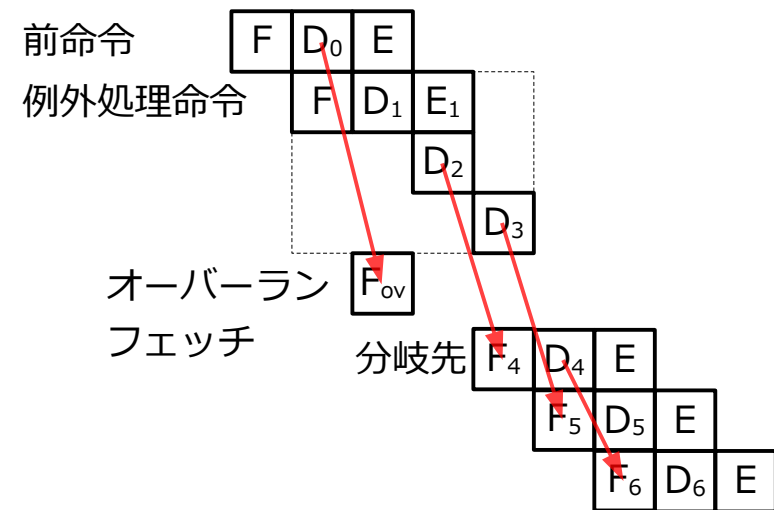 前命令 F D₀ E
例外処理命令 F D₁ E₁
D₂
D₃
オーバーラン Fov
フェッチ
分岐先 F₄ D₄ E
F₅ D₅ E
F₆ D₆ E